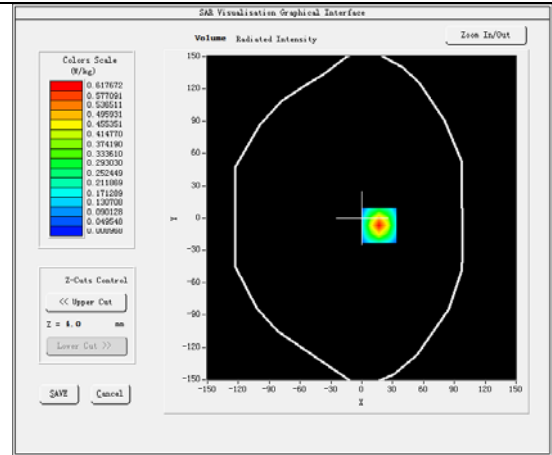 SAR Visualisation Graphical Interface
Volume Radiated Intensity
Zoom In/Out
Colors Scale
(W/kg)
0.617672
0.577091
0.536511
0.495931
0.455351
0.414770
0.374190
0.333610
0.293030
0.252449
0.211869
0.171289
0.130708
0.090128
0.049548
0.008968
Z-Cuts Control
<< Upper Cut
Z = 4.0 mm
Lower Cut >>
SAVE
Cancel
150
120
90
60
30
0
-30
-60
-90
-120
-150
Y
-150 -120 -90 -60 -30 0 30 60 90 120 150
X